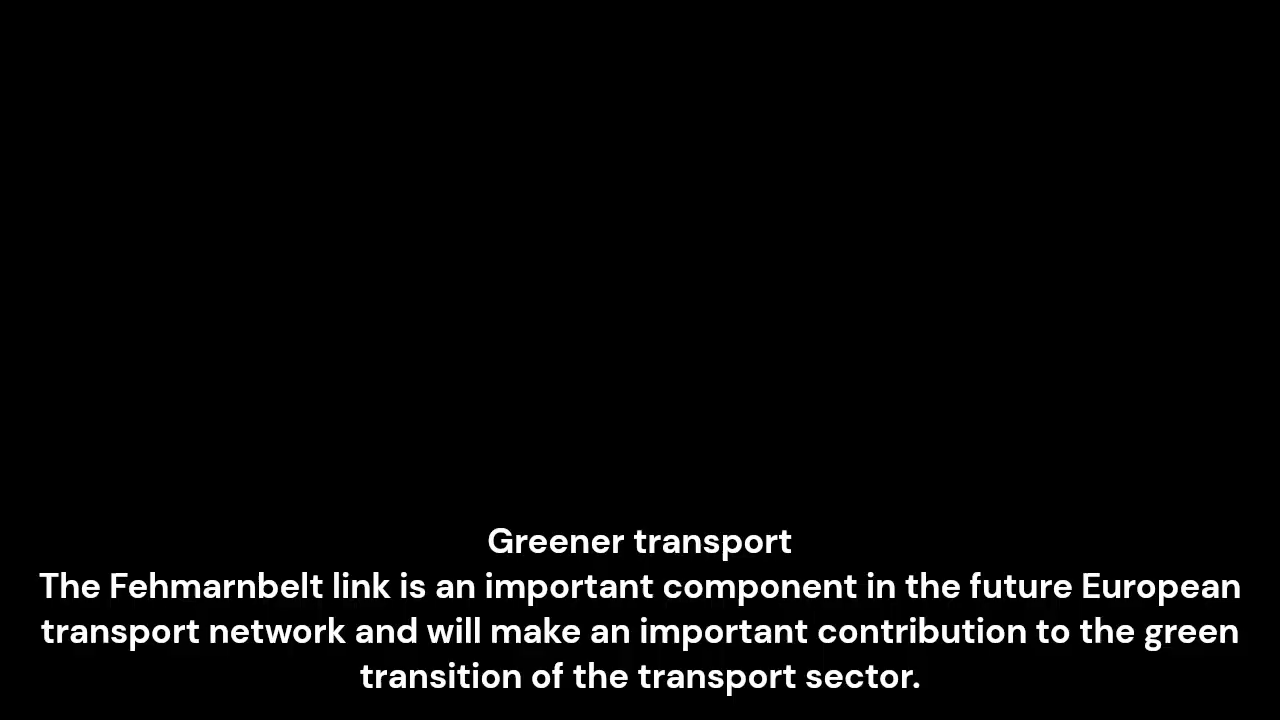 Greener transport
The Fehmarnbelt link is an important component in the future European
transport network and will make an important contribution to the green
transition of the transport sector.